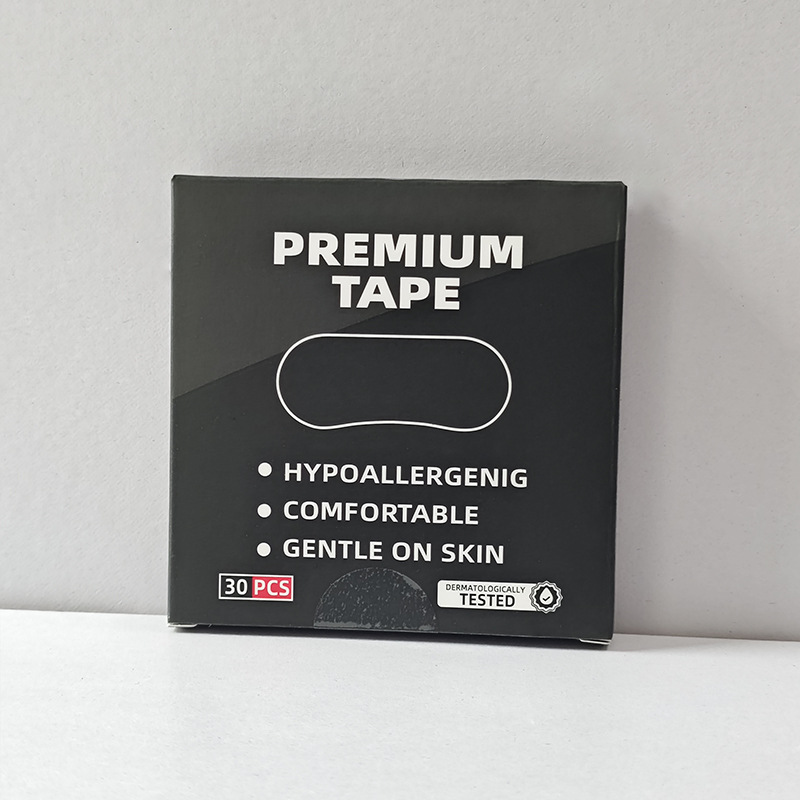 PREMIUM
TAPE
● HYPOALLERGENIG
● COMFORTABLE
● GENTLE ON SKIN
30 PCS
DERMATOLOGICALLY
TESTED